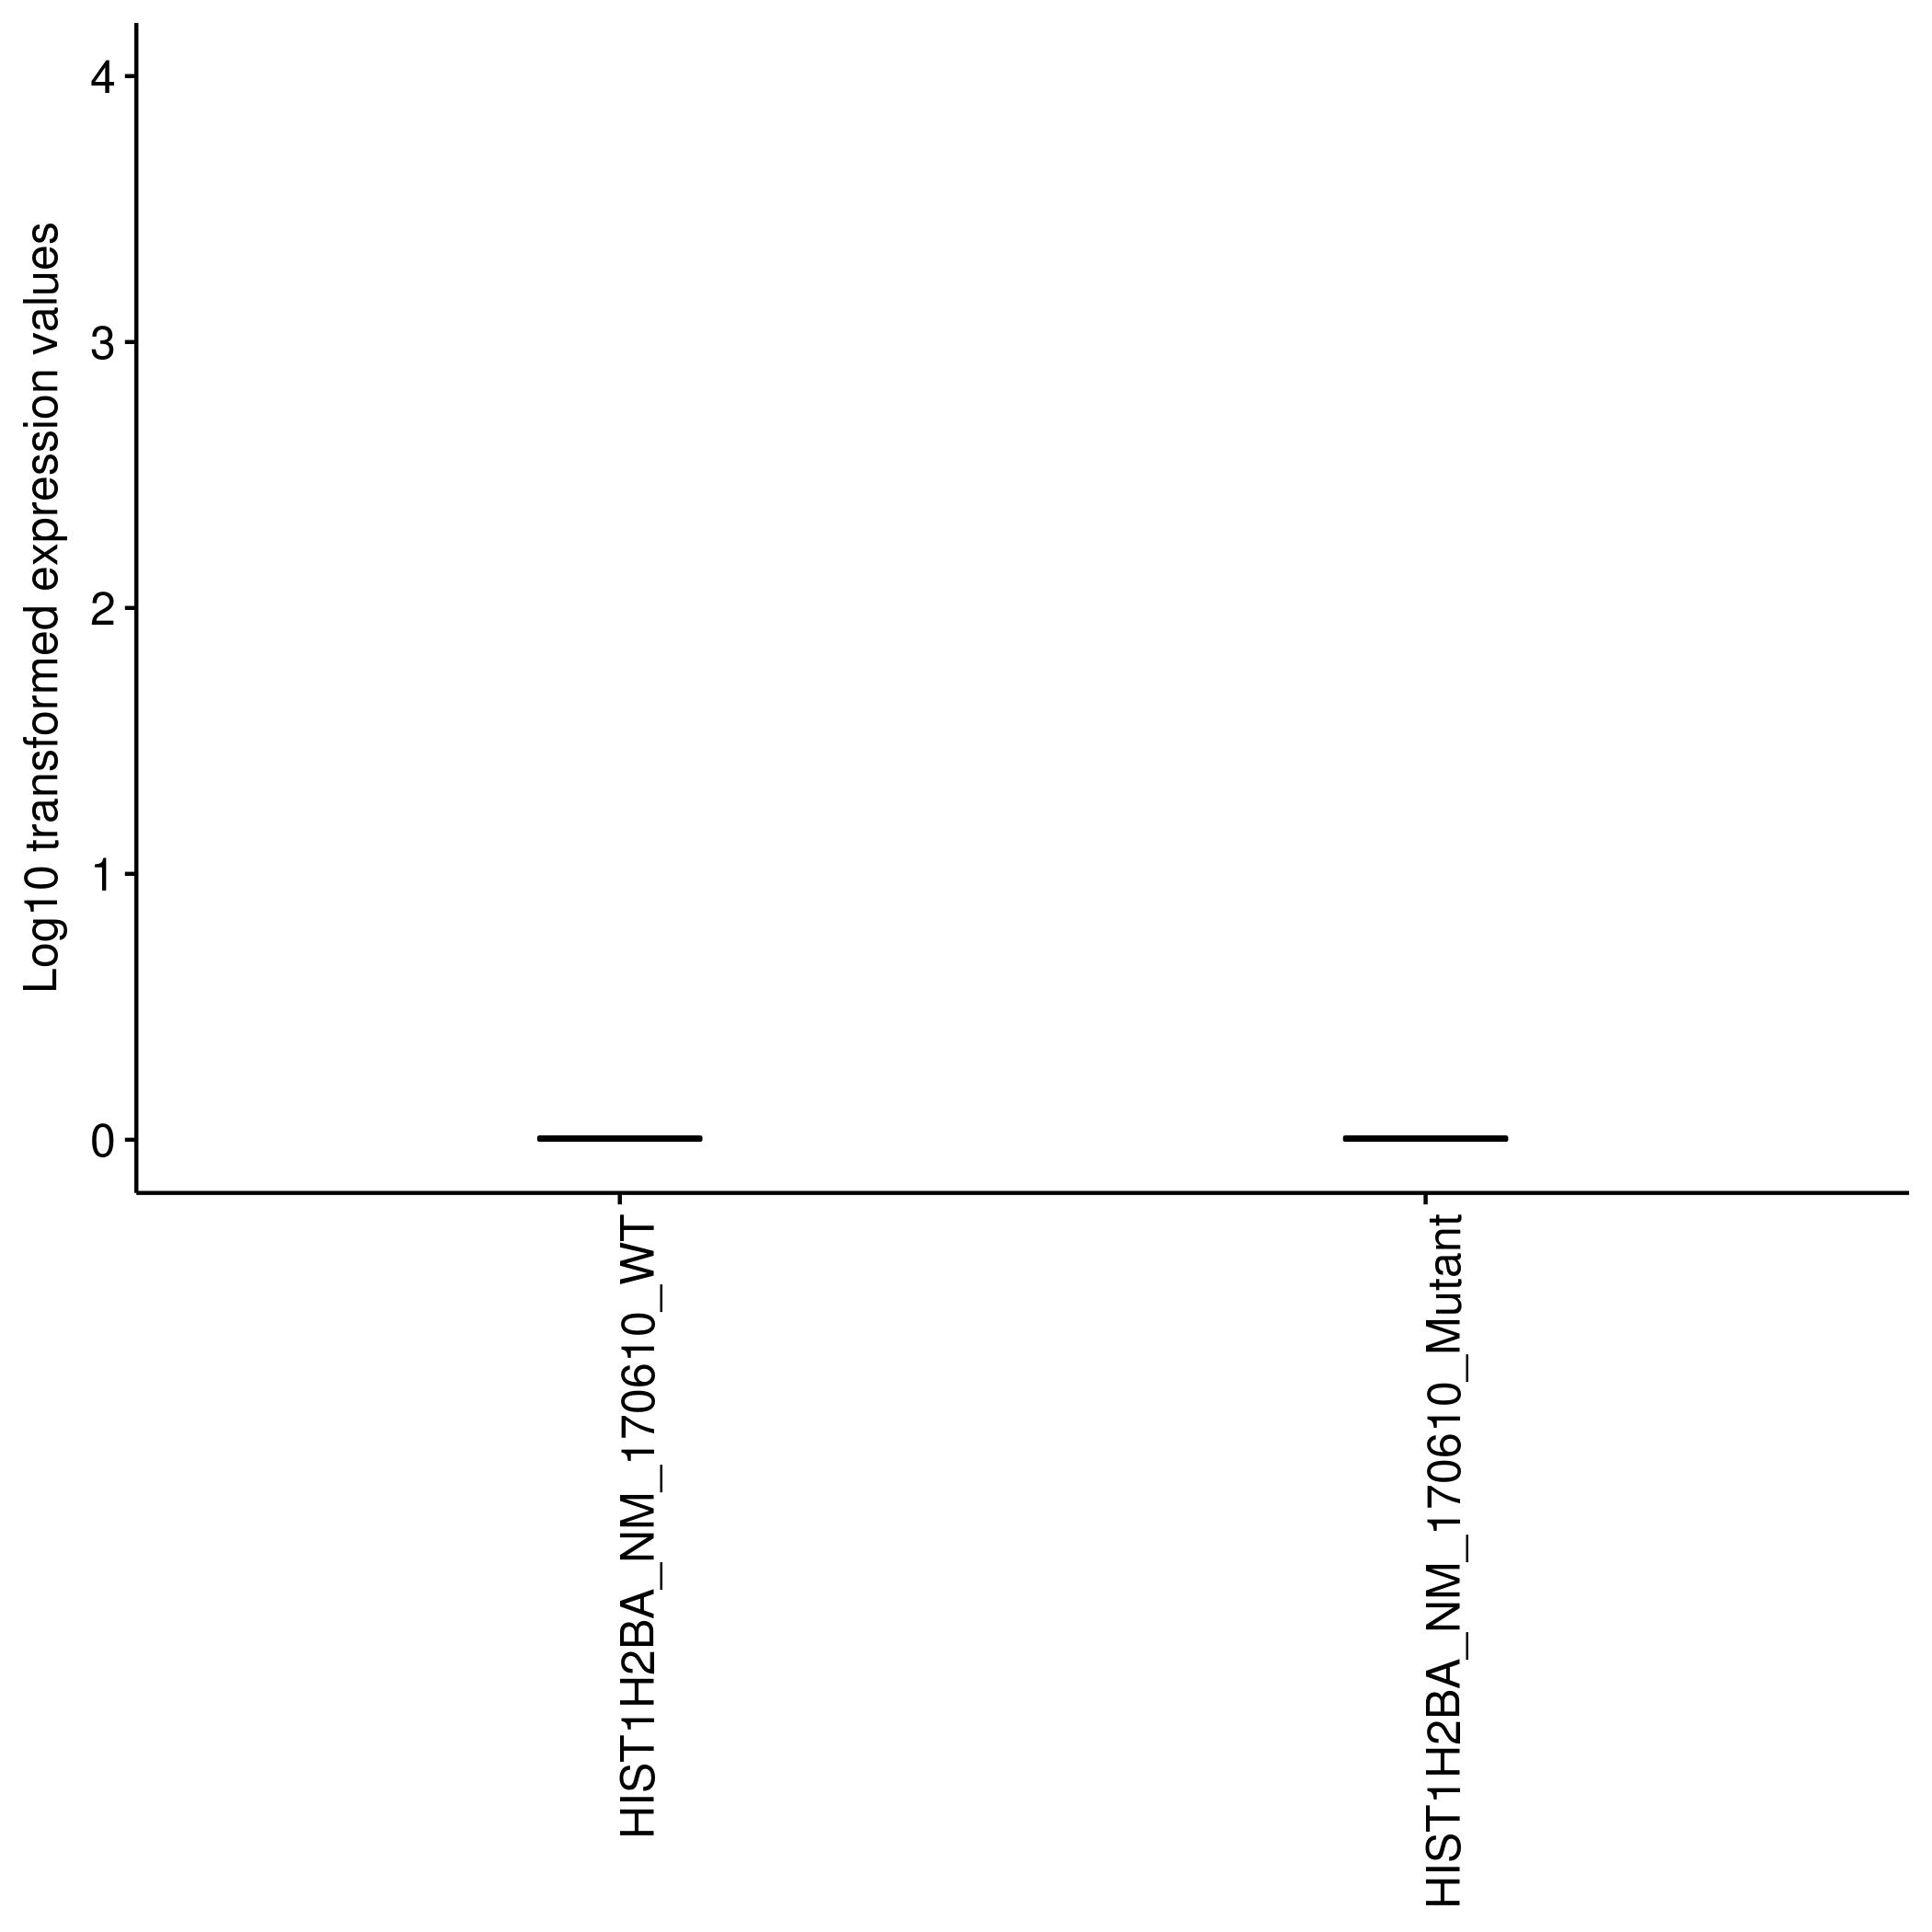 Log10 transformed expression values
4
3
2
1
0
HIST1H2BA_NM_170610_WT
HIST1H2BA_NM_170610_Mutant